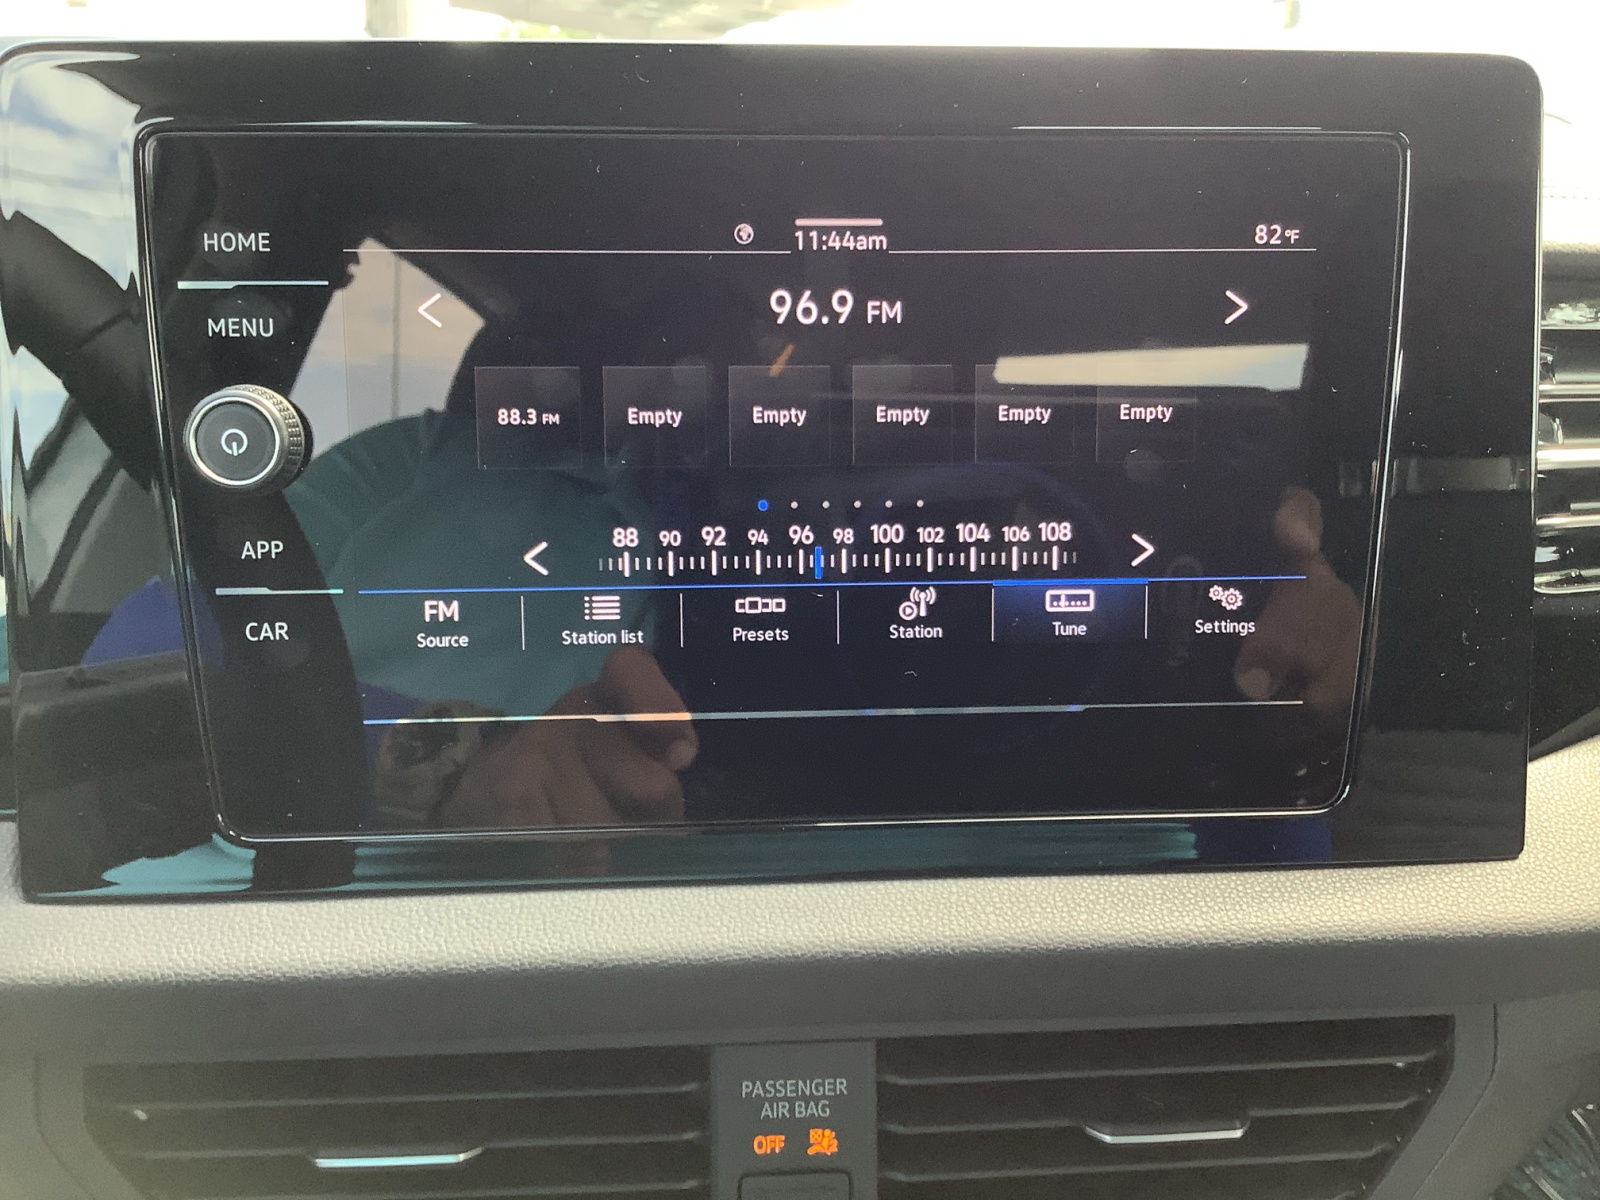 HOME
MENU
APP
CAR
11:44am
82°F
96.9 FM
88.3 FM
Empty
Empty
Empty
Empty
Empty
88 90 92 94 96 98 100 102 104 106 108
FM
Source
Station list
Presets
Station
Tune
Settings
PASSENGER
AIR BAG
OFF